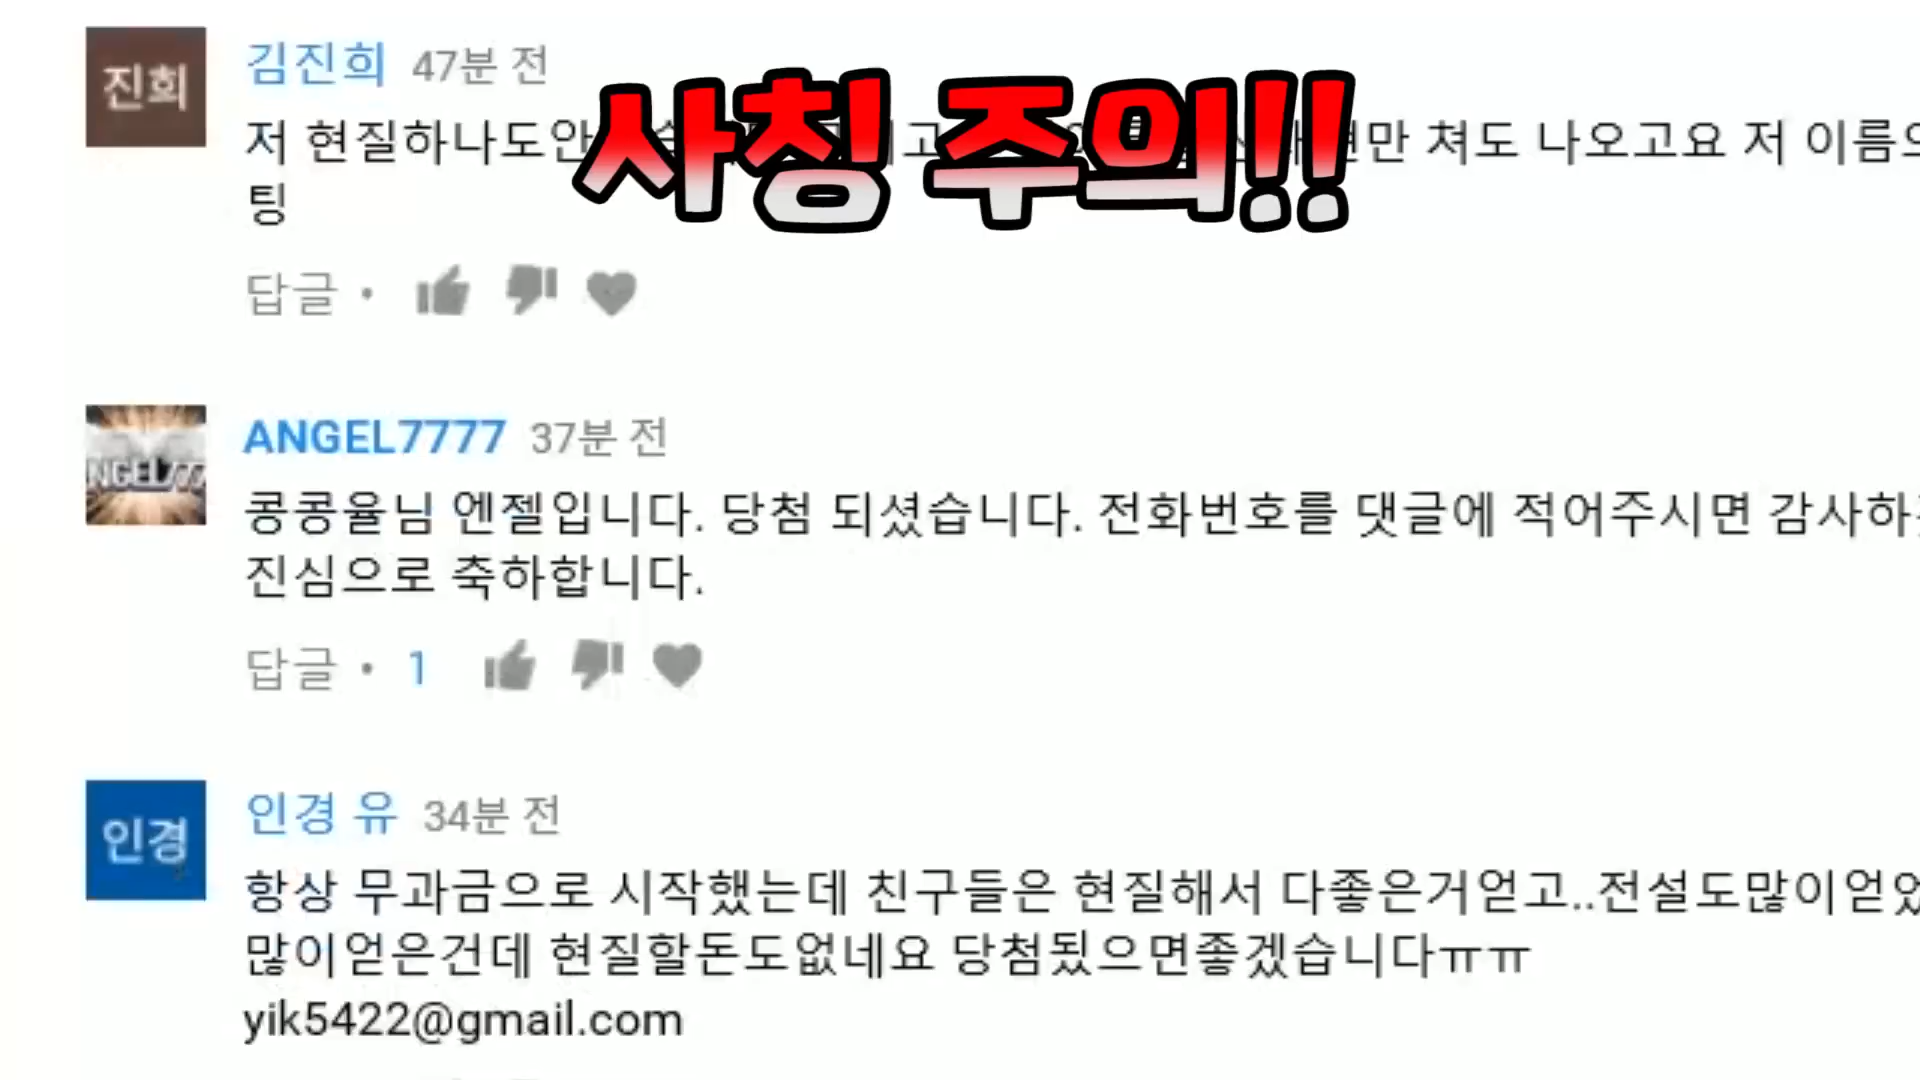 진희
김진희 47분 전
사칭 주의!!
저 현질하나도안 만 쳐도 나오고요 저 이름으
팅
답글 •
NGEL777
ANGEL7777 37분 전
콩콩율님 엔젤입니다. 당첨 되셨습니다. 전화번호를 댓글에 적어주시면 감사하
진심으로 축하합니다.
답글 • 1
인경
인경 유 34분 전
항상 무과금으로 시작했는데 친구들은 현질해서 다좋은거얻고..전설도많이얻었
많이얻은건데 현질할돈도없네요 당첨됬으면좋겠습니다ㅠㅠ
yik5422@gmail.com